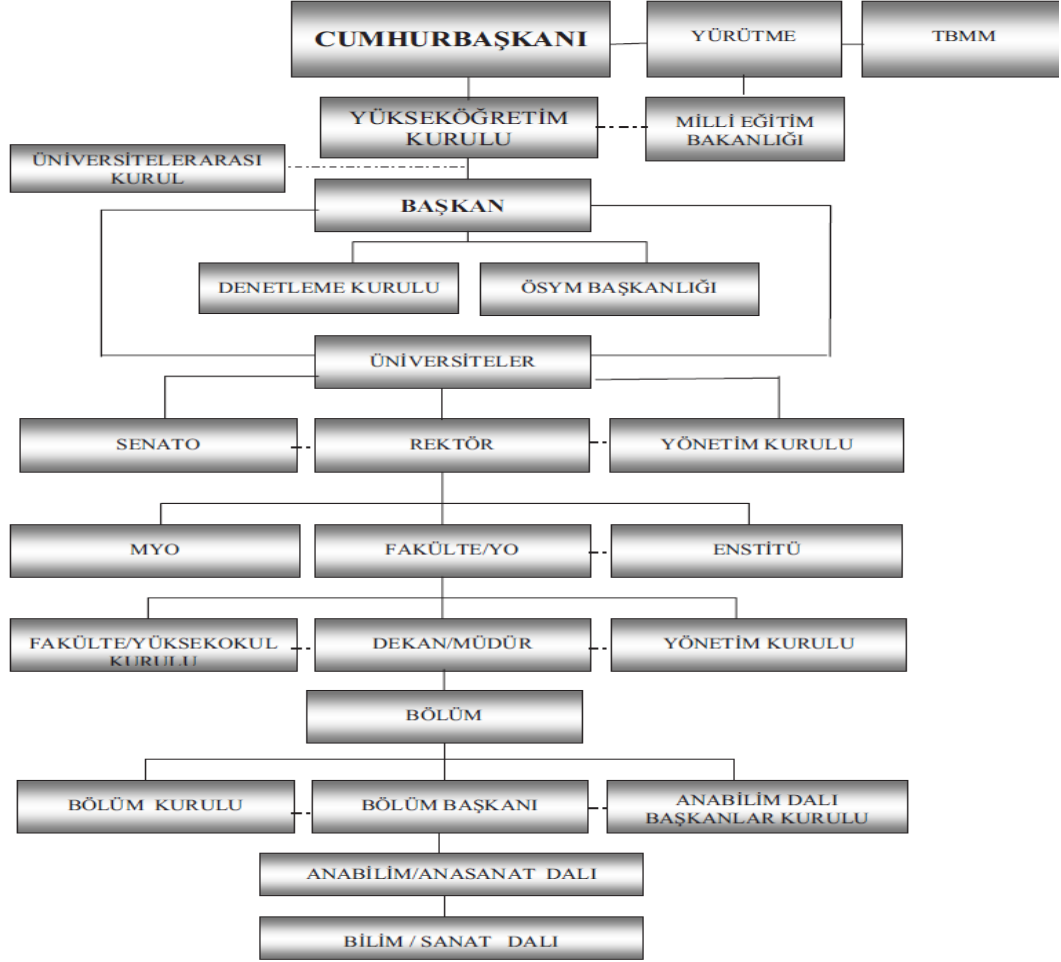 CUMHURBAŞKANI
YÜRÜTME
TBMM
YÜKSEKÖĞRETİM
KURULU
MİLLİ EĞİTİM
BAKANLIĞI
ÜNİVERSİTELERARASI
KURUL
BAŞKAN
DENETLEME KURULU
ÖSYM BAŞKANLIĞI
ÜNİVERSİTELER
SENATO
REKTÖR
YÖNETİM KURULU
MYO
FAKÜLTE/YO
ENSTİTÜ
FAKÜLTE/YÜKSEKOKUL
KURULU
DEKAN/MÜDÜR
YÖNETİM KURULU
BÖLÜM
BÖLÜM KURULU
BÖLÜM BAŞKANI
ANABİLİM DALI
BAŞKANLAR KURULU
ANABİLİM/ANASANAT DALI
BİLİM / SANAT DALI